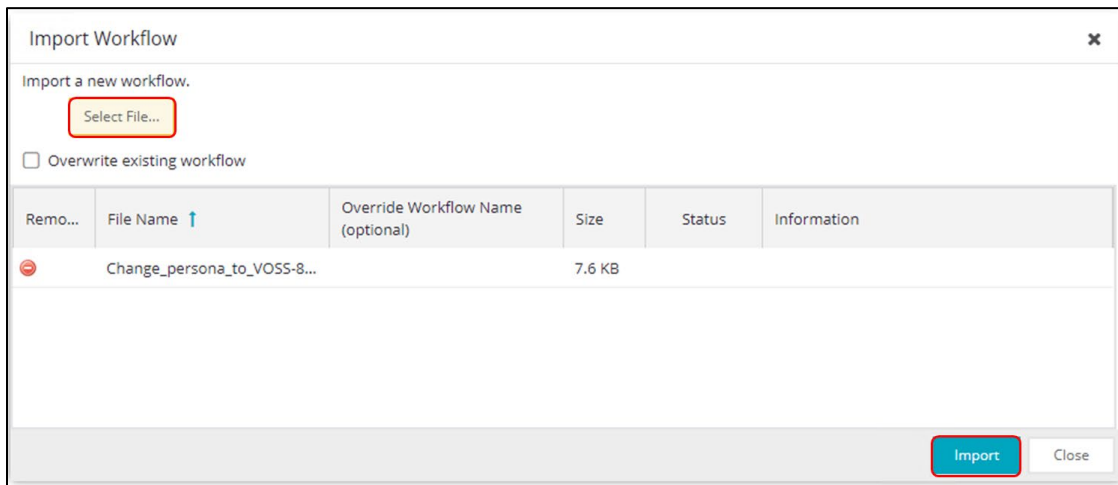 Import Workflow
Import a new workflow.
Select File...
Overwrite existing workflow
Remo... File Name ↑ Override Workflow Name (optional) Size Status Information
Change_persona_to_VOSS-8... 7.6 KB
Import Close